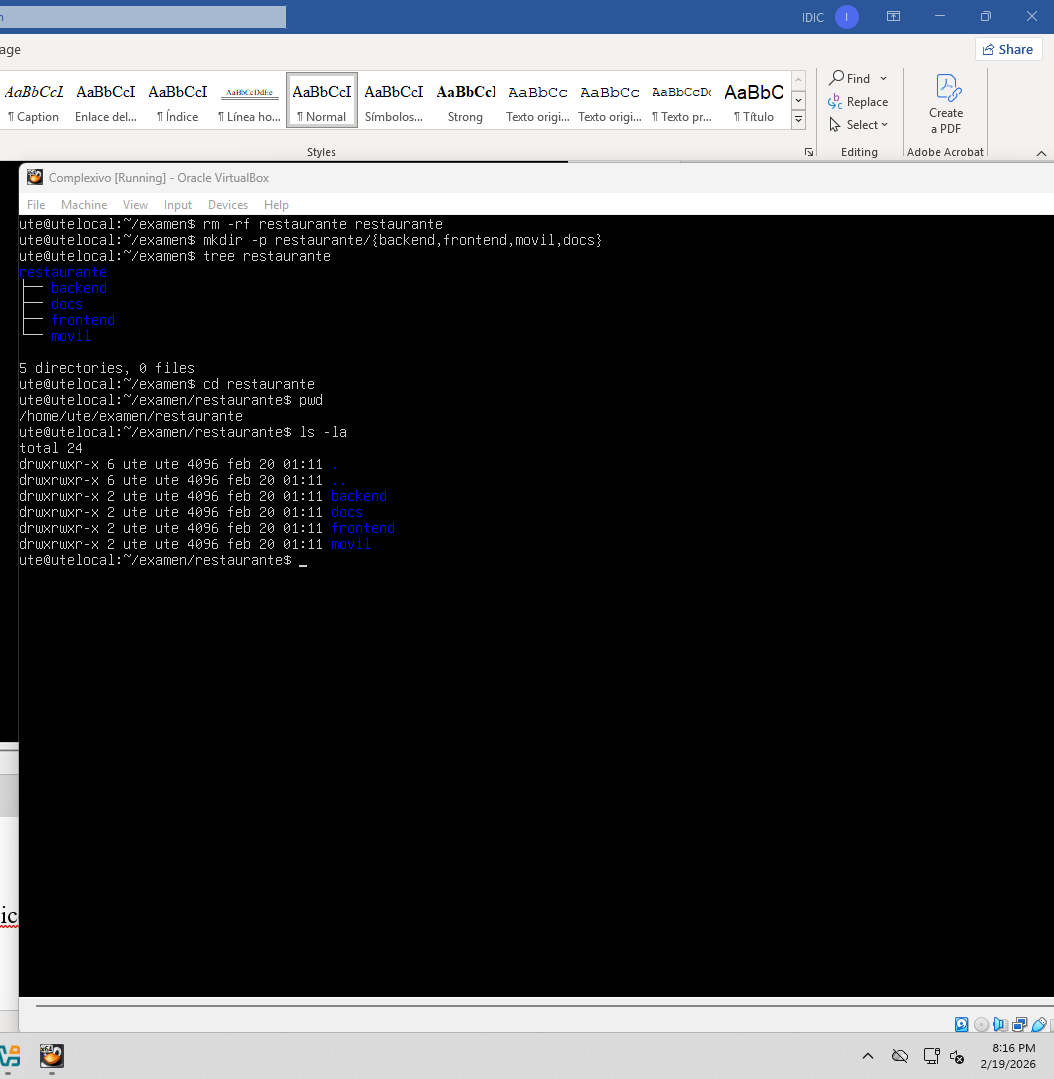 n
IDIC
I
age
Share
AaBbCcI AaBbCcI AaBbCcI AaBbCcDdEe AaBbCcI AaBbCcI AaBbCcI AaBbCc AaBbCc AaBbCcDc AaBbC
¶ Caption Enlace del... ¶ Índice ¶ Línea ho... ¶ Normal Símbolos... Strong Texto origi... Texto origi... ¶ Texto pr... ¶ Título
Find
Replace
Select
Create
a PDF
Styles
Editing
Adobe Acrobat
Complexivo [Running] - Oracle VirtualBox
File Machine View Input Devices Help
ute@utelocal:~/examen$ rm -rf restaurante restaurante
ute@utelocal:~/examen$ mkdir -p restaurante/{backend,frontend,movil,docs}
ute@utelocal:~/examen$ tree restaurante
restaurante
├── backend
├── docs
├── frontend
└── movil
5 directories, 0 files
ute@utelocal:~/examen$ cd restaurante
ute@utelocal:~/examen/restaurante$ pwd
/home/ute/examen/restaurante
ute@utelocal:~/examen/restaurante$ ls -la
total 24
drwxrwxr-x 6 ute ute 4096 feb 20 01:11 .
drwxrwxr-x 6 ute ute 4096 feb 20 01:11 ..
drwxrwxr-x 2 ute ute 4096 feb 20 01:11 backend
drwxrwxr-x 2 ute ute 4096 feb 20 01:11 docs
drwxrwxr-x 2 ute ute 4096 feb 20 01:11 frontend
drwxrwxr-x 2 ute ute 4096 feb 20 01:11 movil
ute@utelocal:~/examen/restaurante$ _
ic
x64
8:16 PM
2/19/2026